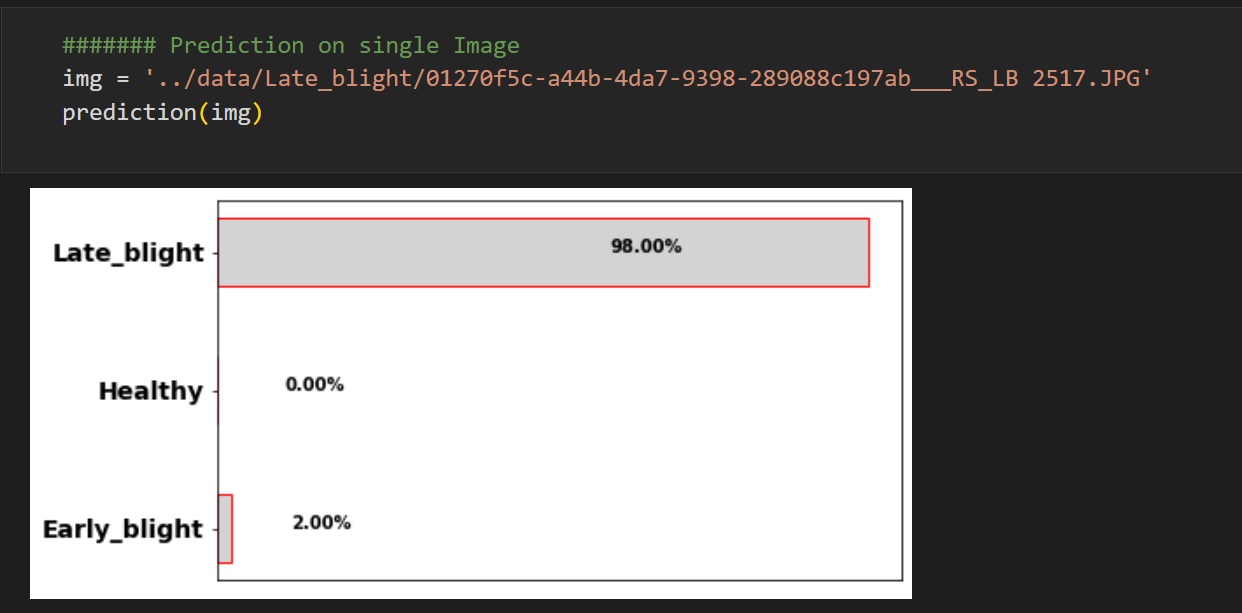 ####### Prediction on single Image
img = '../data/Late_blight/01270f5c-a44b-4da7-9398-289088c197ab___RS_LB 2517.JPG'
prediction(img)
Late_blight
98.00%
Healthy
0.00%
Early_blight
2.00%